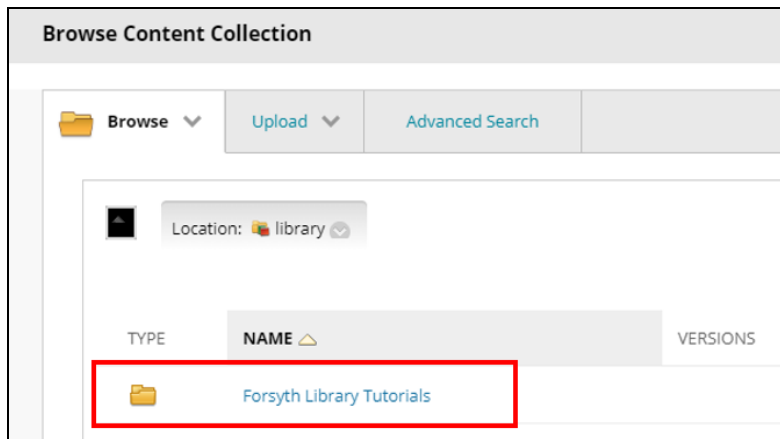 Browse Content Collection
Browse Upload Advanced Search
Location: library
TYPE NAME VERSIONS
Forsyth Library Tutorials